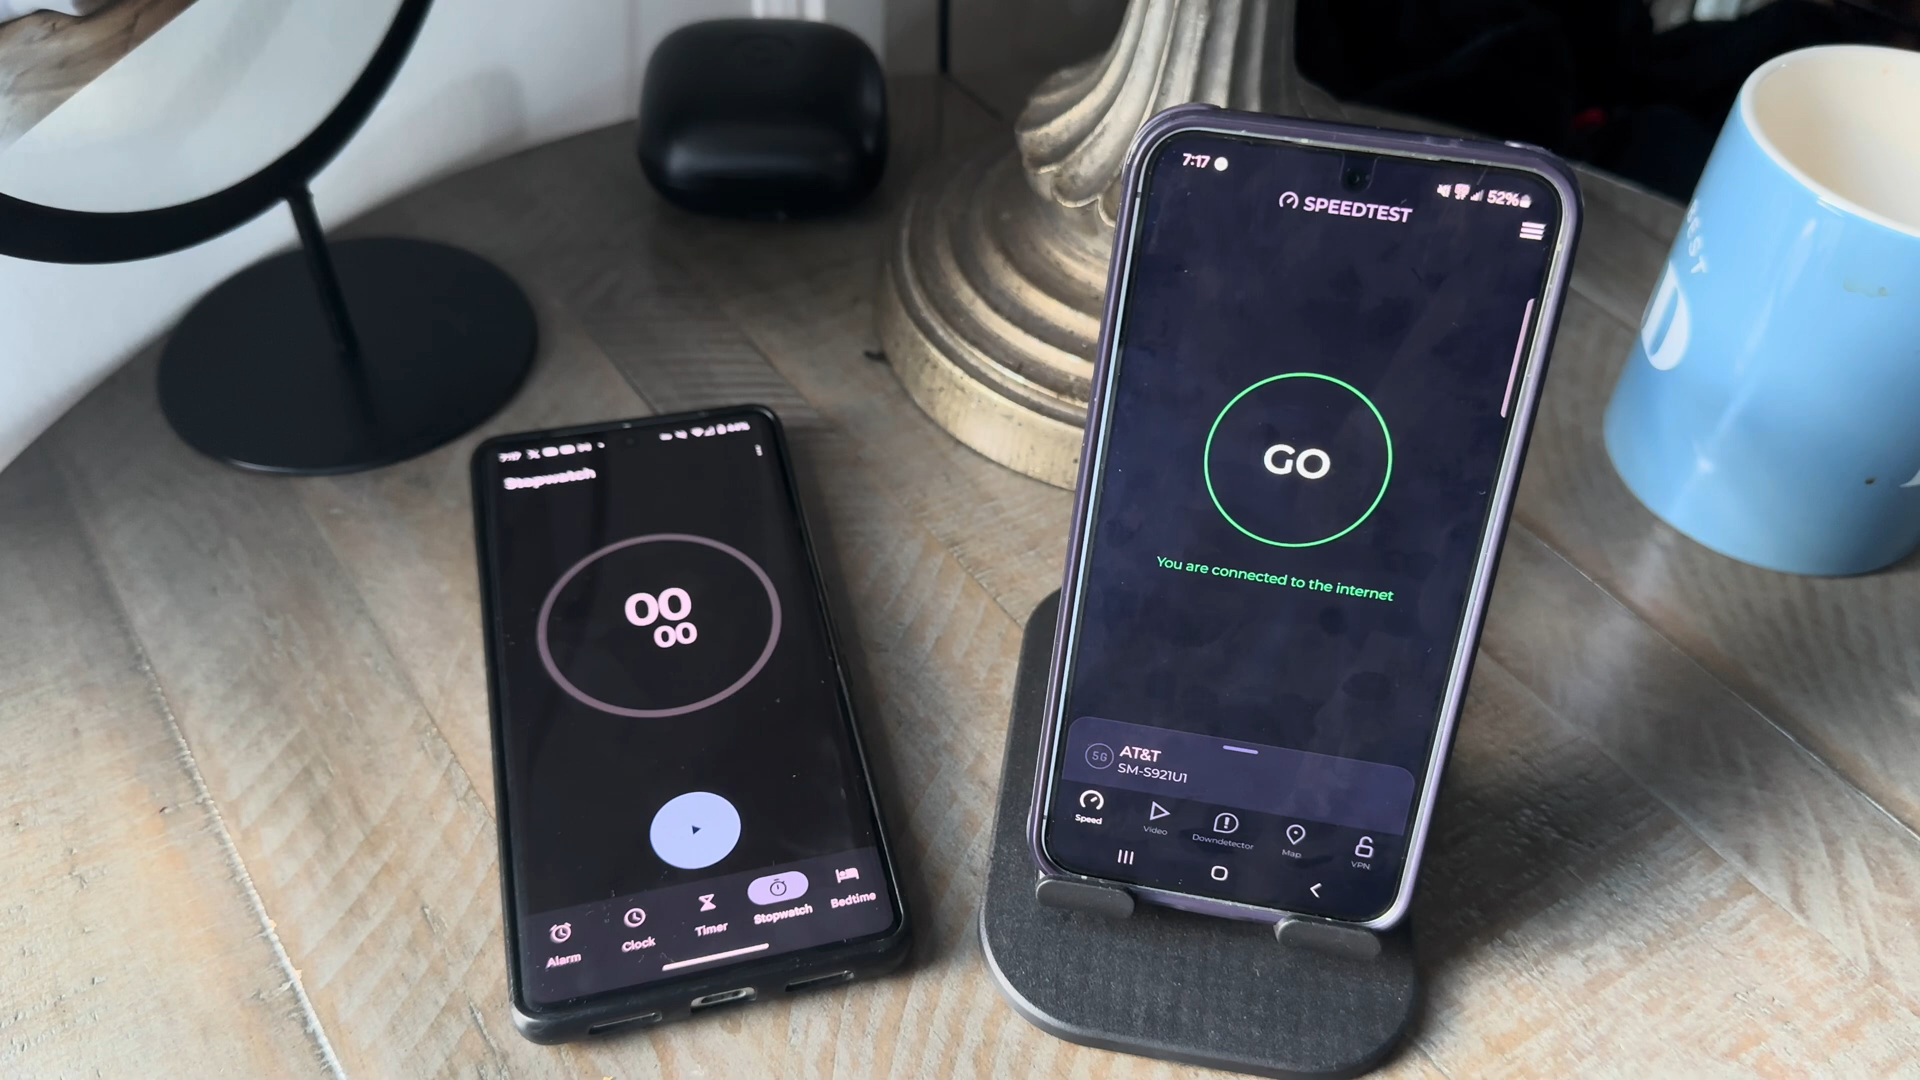 Stopwatch
00
00
Alarm
Clock
Timer
Stopwatch
Bedtime
7:17
52%
SPEEDTEST
GO
You are connected to the internet
5G
AT&T
SM-S921U1
Speed
Video
Downdetector
Map
VPN
EST
D